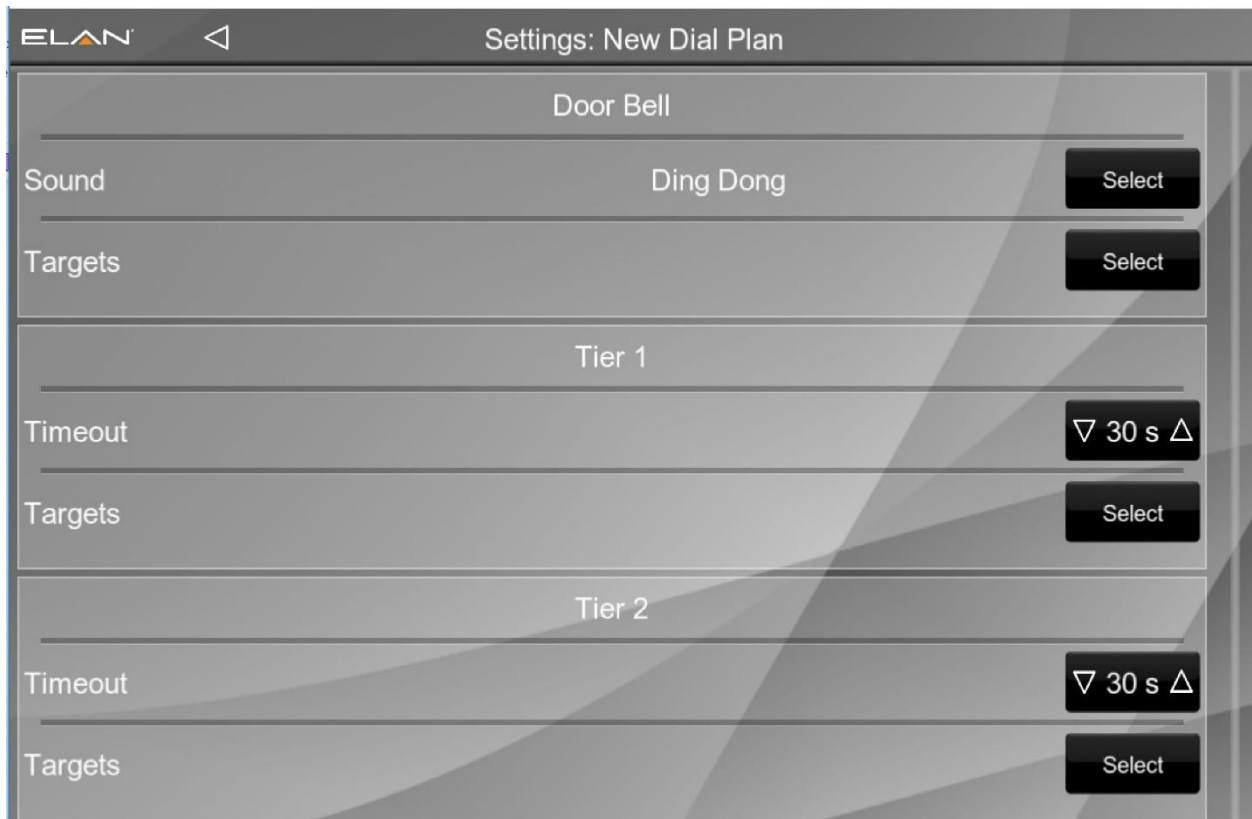 ELAN
Settings: New Dial Plan
Door Bell
Sound Ding Dong Select
Targets Select
Tier 1
Timeout 30 s
Targets Select
Tier 2
Timeout 30 s
Targets Select